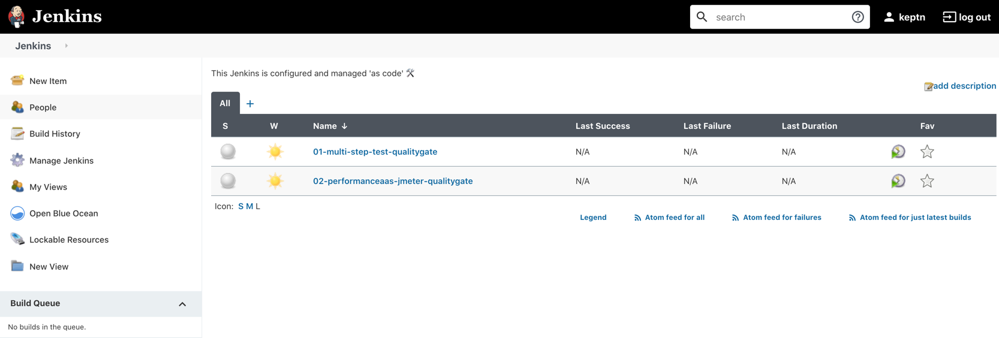 Jenkins
search
keptn
log out
Jenkins
New Item
People
Build History
Manage Jenkins
My Views
Open Blue Ocean
Lockable Resources
New View
Build Queue
No builds in the queue.
This Jenkins is configured and managed 'as code' 🛠
add description
All +
S W Name ↓ Last Success Last Failure Last Duration Fav
01-multi-step-test-qualitygate N/A N/A N/A
02-performanceaas-jmeter-qualitygate N/A N/A N/A
Icon: S M L
Legend Atom feed for all Atom feed for failures Atom feed for just latest builds